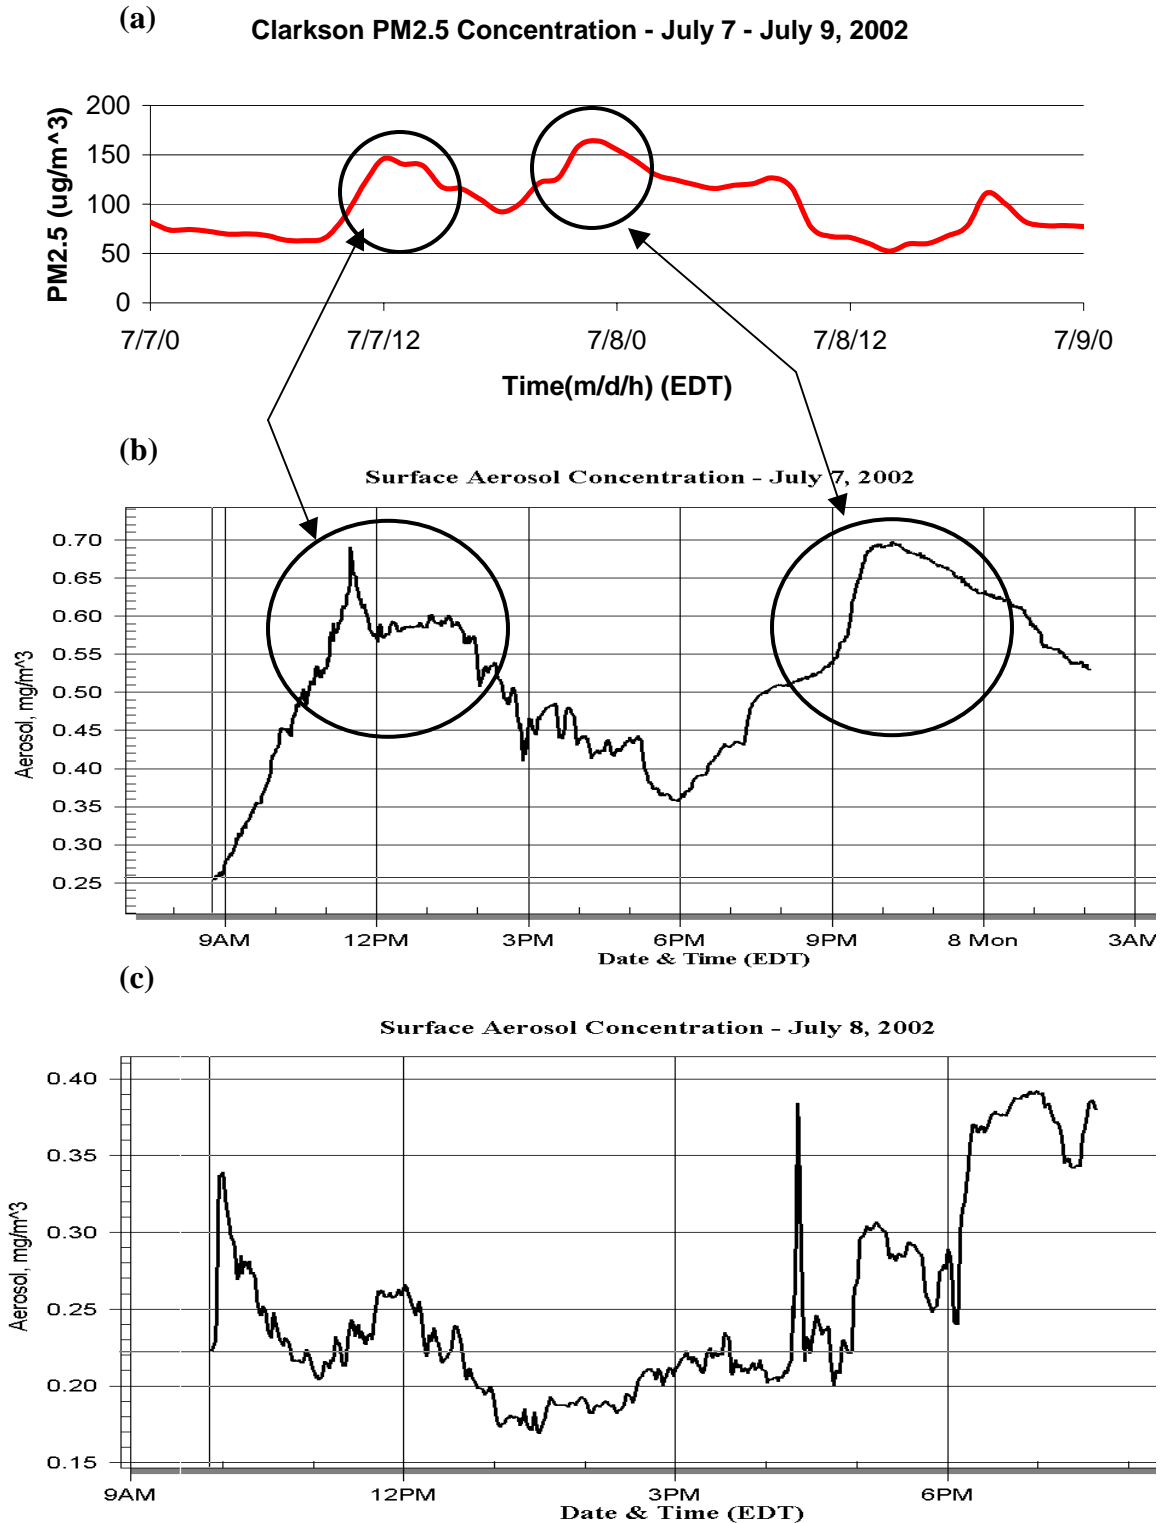 (a)
Clarkson PM2.5 Concentration - July 7 - July 9, 2002
PM2.5 (ug/m^3)
200
150
100
50
0
7/7/0 7/7/12 7/8/0 7/8/12 7/9/0
Time(m/d/h) (EDT)
(b)
Surface Aerosol Concentration - July 7, 2002
Aerosol, mg/m^3
0.70
0.65
0.60
0.55
0.50
0.45
0.40
0.35
0.30
0.25
9AM 12PM 3PM 6PM 9PM 8 Mon 3AM
Date & Time (EDT)
(c)
Surface Aerosol Concentration - July 8, 2002
Aerosol, mg/m^3
0.40
0.35
0.30
0.25
0.20
0.15
9AM 12PM 3PM 6PM
Date & Time (EDT)